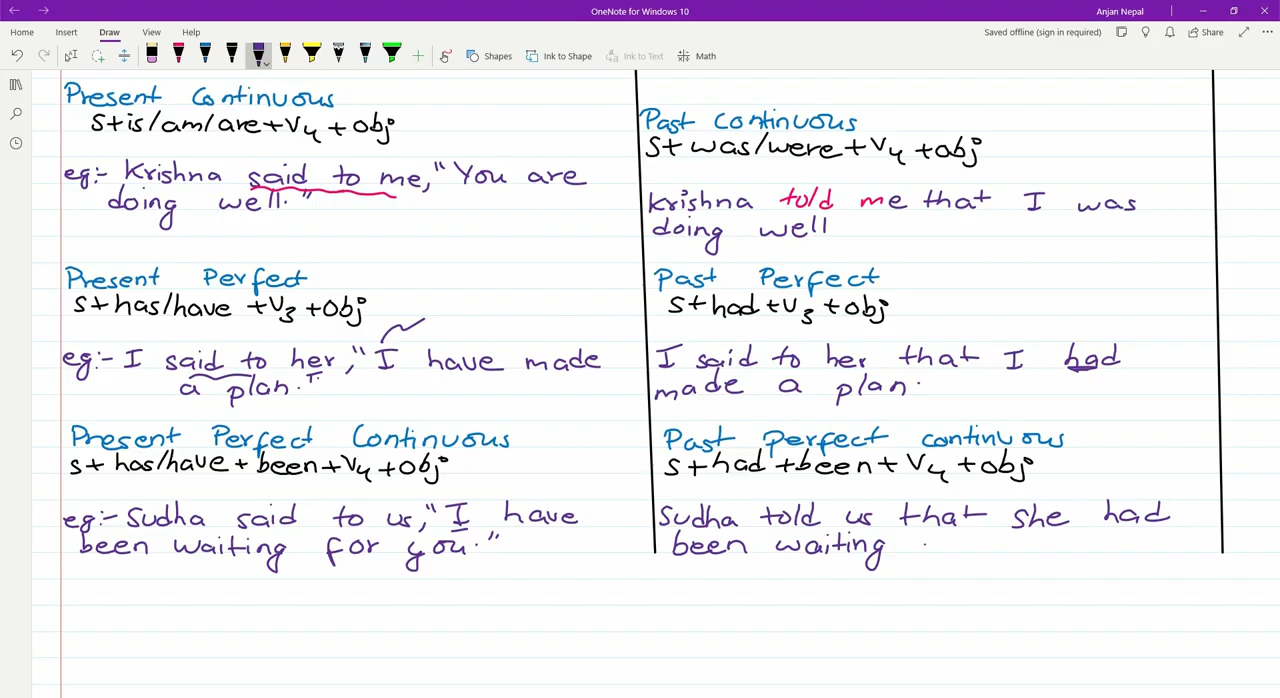 OneNote for Windows 10
Anjan Nepal
Home Insert Draw View Help
Saved offline (sign in required)
Share
Shapes
Ink to Shape
Ink to Text
Math
Present Continuous
S+is/am/are+V4+obj
eg:- Krishna said to me, "You are
doing well."
Present Perfect
S+has/have +V3+obj
eg:- I said to her, "I have made
a plan."
Present Perfect Continuous
S+has/have+been+V4+obj
eg:- Sudha said to us, "I have
been waiting for you."
Past Continuous
S+was/were+V4+obj
Krishna told me that I was
doing well
Past Perfect
S+had+V3+obj
I said to her that I had
made a plan.
Past perfect continuous
S+had+been+V4+obj
Sudha told us that she had
been waiting